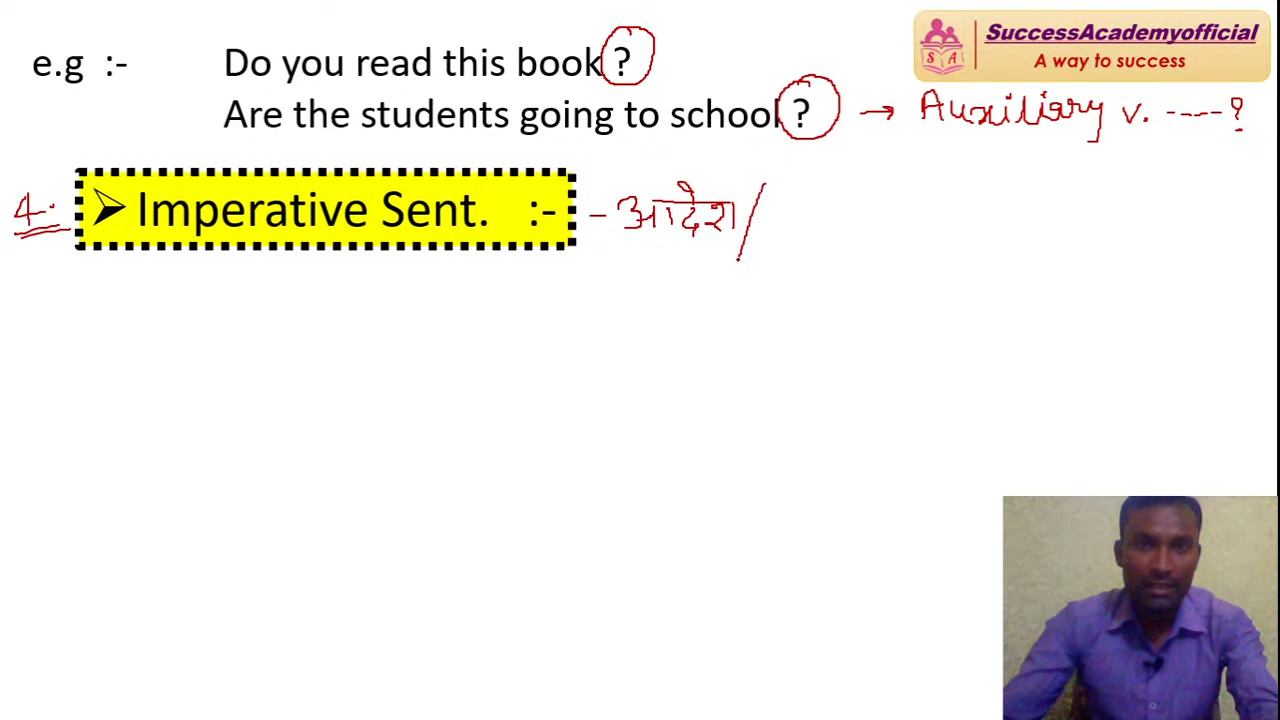 e.g :- Do you read this book ?
Are the students going to school ? → Auxiliary v. ----?
4. ➢ Imperative Sent. :- - आदेश/
SuccessAcademyofficial
A way to success
S A